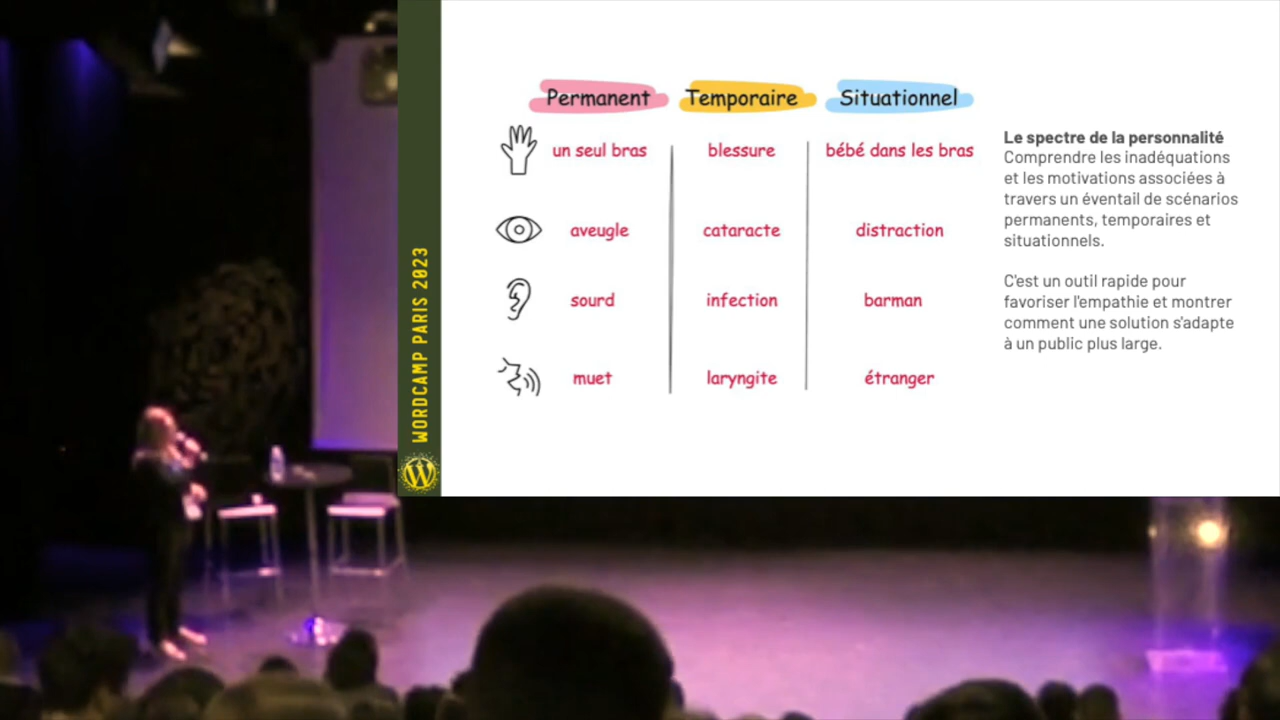 Permanent Temporaire Situationnel
un seul bras blessure bébé dans les bras
aveugle cataracte distraction
sourd infection barman
muet laryngite étranger
Le spectre de la personnalité
Comprendre les inadéquations
et les motivations associées à
travers un éventail de scénarios
permanents, temporaires et
situationnels.
C'est un outil rapide pour
favoriser l'empathie et montrer
comment une solution s'adapte
à un public plus large.
WORDCAMP PARIS 2023
W